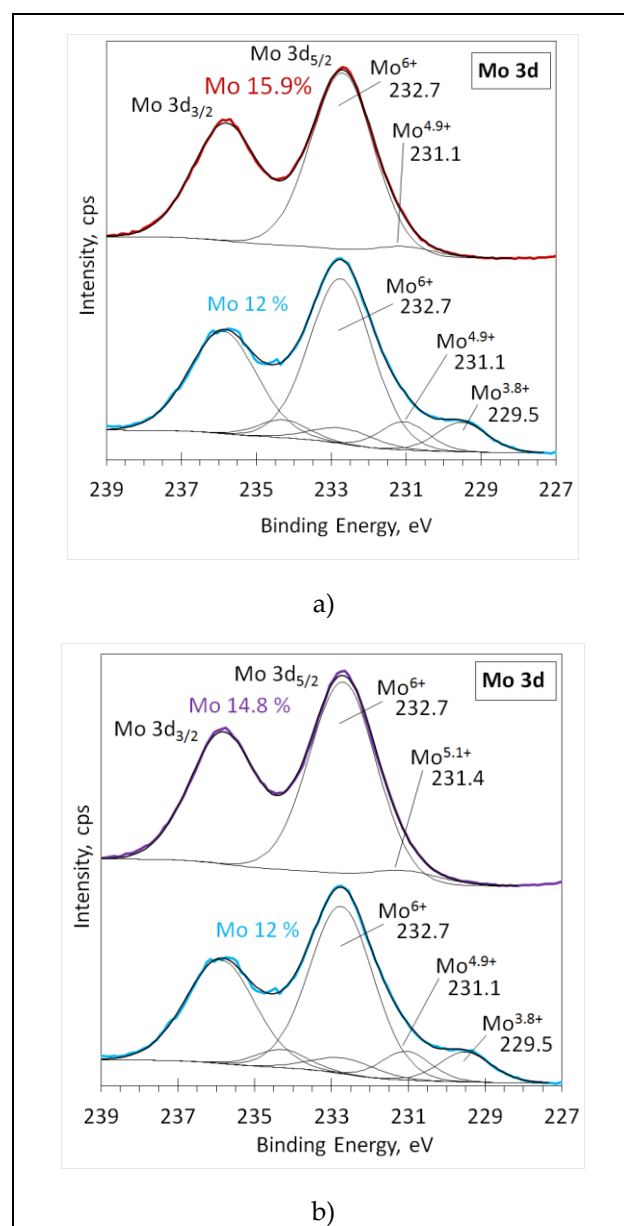 Mo 3d
Mo 3d5/2
Mo 15.9%
Mo 3d3/2
Mo6+
232.7
Mo4.9+
231.1
Mo 12 %
Mo6+
232.7
Mo4.9+
231.1
Mo3.8+
229.5
Intensity, cps
239 237 235 233 231 229 227
Binding Energy, eV
a)
Mo 3d
Mo 3d5/2
Mo 14.8 %
Mo 3d3/2
Mo6+
232.7
Mo5.1+
231.4
Mo 12 %
Mo6+
232.7
Mo4.9+
231.1
Mo3.8+
229.5
Intensity, cps
239 237 235 233 231 229 227
Binding Energy, eV
b)